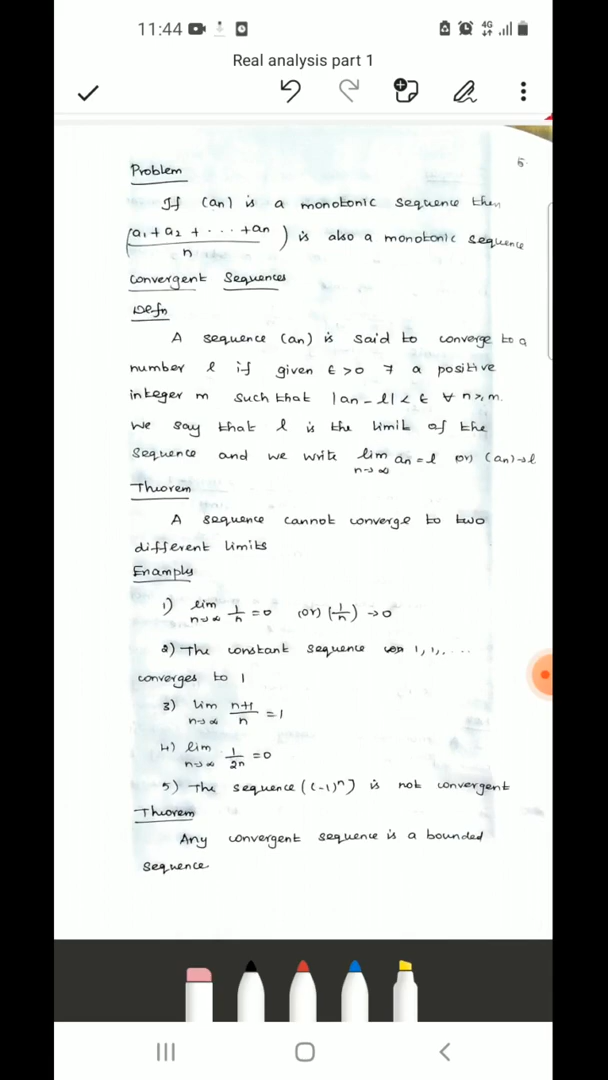 11:44
4G
Real analysis part 1
5.
Problem
If (an) is a monotonic sequence then
(a1 + a2 + ... + an / n) is also a monotonic sequence
Convergent Sequences
Defn
A sequence (an) is said to converge to a
number l if given ϵ > 0 ∃ a positive
integer m such that |an - l| < ϵ ∀ n ≥ m.
We say that l is the limit of the
sequence and we write lim n→∞ an = l (or) (an)→l
Theorem
A sequence cannot converge to two
different limits
Enamply
1) lim n→∞ 1/n = 0 (or) (1/n) → 0
2) The constant sequence 1, 1, ...
converges to 1
3) lim n→∞ n+1/n = 1
4) lim n→∞ 1/2n = 0
5) The sequence ((-1)^n) is not convergent
Theorem
Any convergent sequence is a bounded
sequence